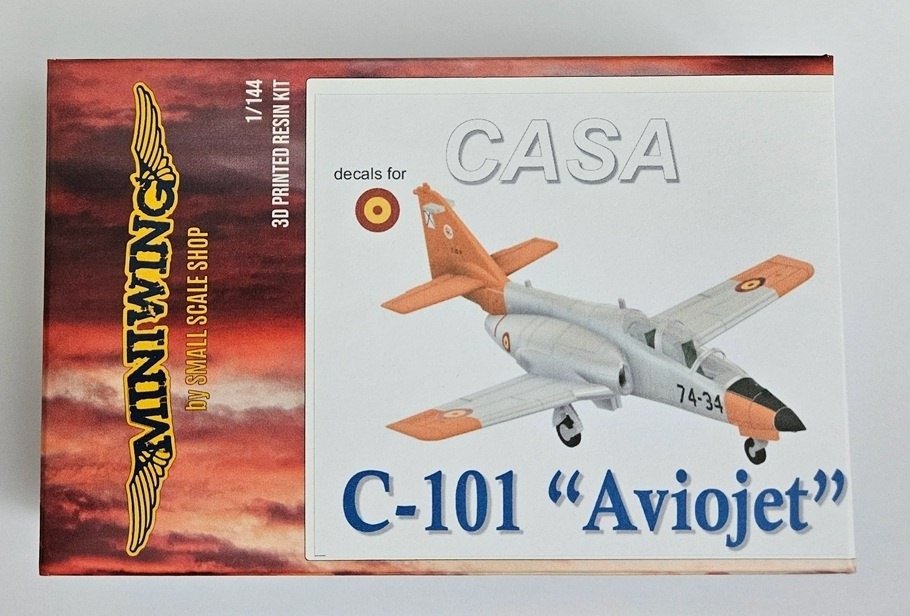 MINIWING
by SMALL SCALE SHOP
1/144
3D PRINTED RESIN KIT
decals for
CASA
74-34
C-101 “Aviojet”